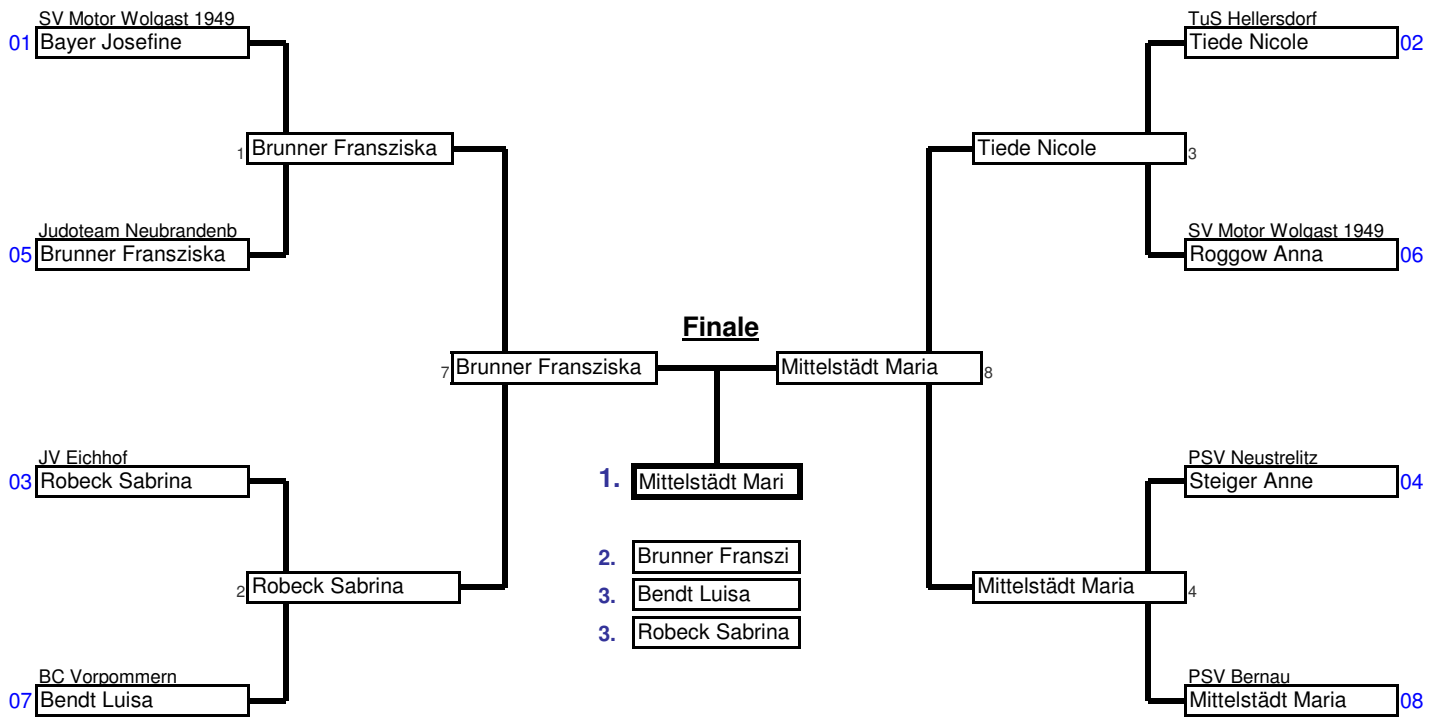 SV Motor Wolgast 1949
01 Bayer Josefine
TuS Hellersdorf
Tiede Nicole 02
1 Brunner Fransziska
Tiede Nicole 3
Judoteam Neubrandenb
05 Brunner Fransziska
SV Motor Wolgast 1949
Roggow Anna 06
Finale
7 Brunner Fransziska
Mittelstädt Maria 8
JV Eichhof
03 Robeck Sabrina
1. Mittelstädt Mari
PSV Neustrelitz
Steiger Anne 04
2. Brunner Franszi
3. Bendt Luisa
3. Robeck Sabrina
2 Robeck Sabrina
Mittelstädt Maria 4
BC Vorpommern
07 Bendt Luisa
PSV Bernau
Mittelstädt Maria 08